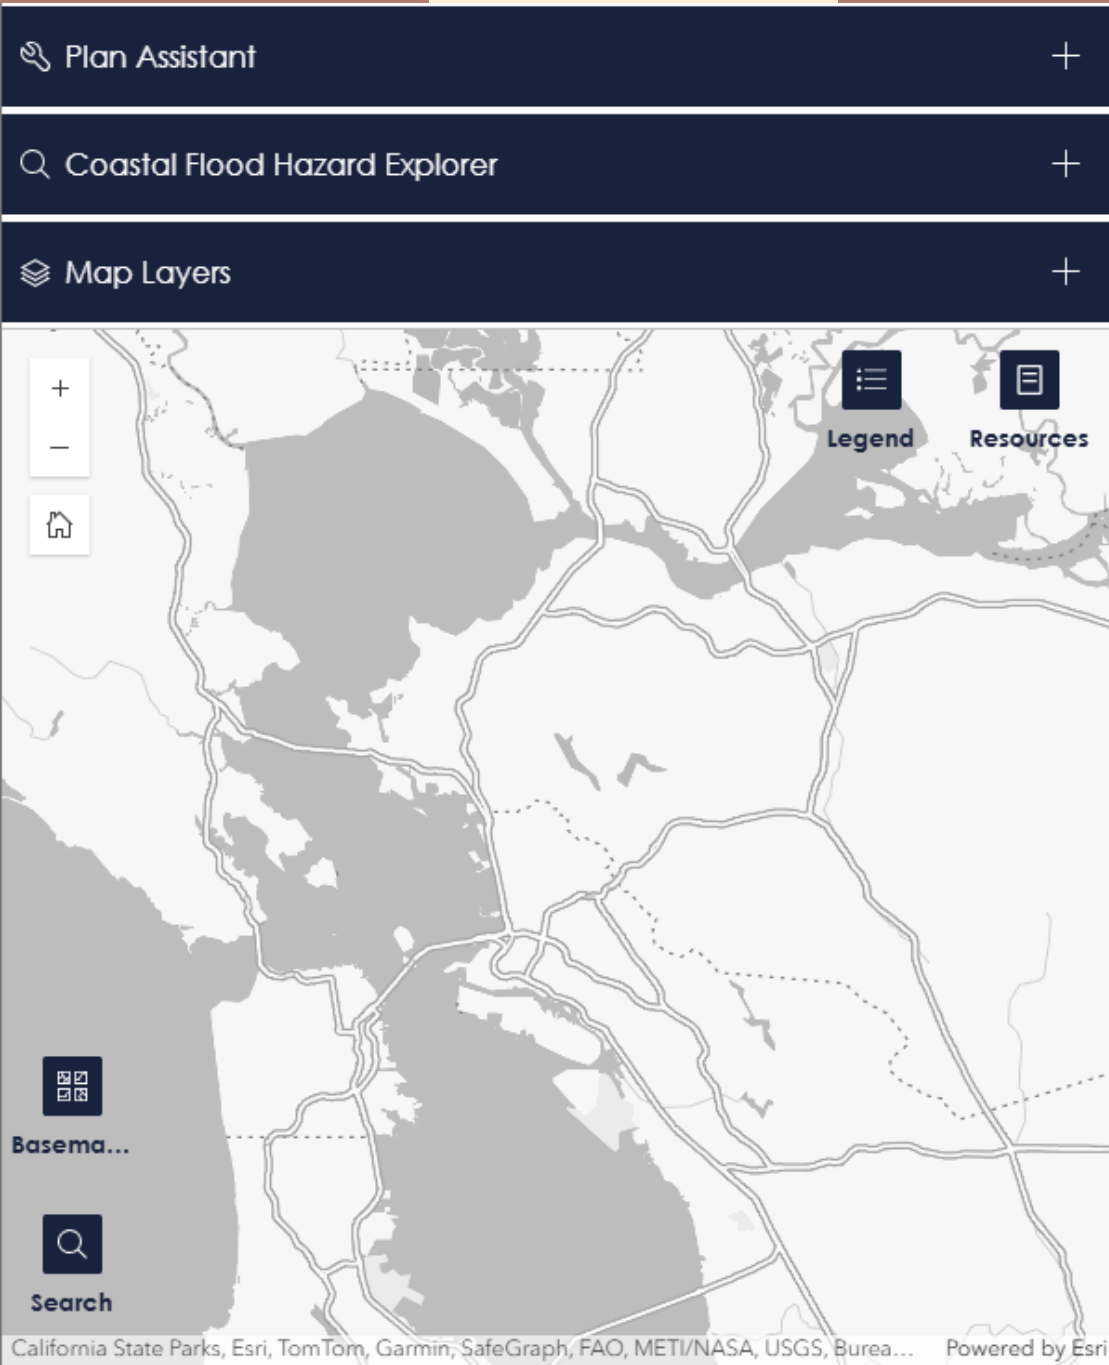 Plan Assistant
Coastal Flood Hazard Explorer
Map Layers
Legend
Resources
Basema...
Search
California State Parks, Esri, TomTom, Garmin, SafeGraph, FAO, METI/NASA, USGS, Burea...
Powered by Esri